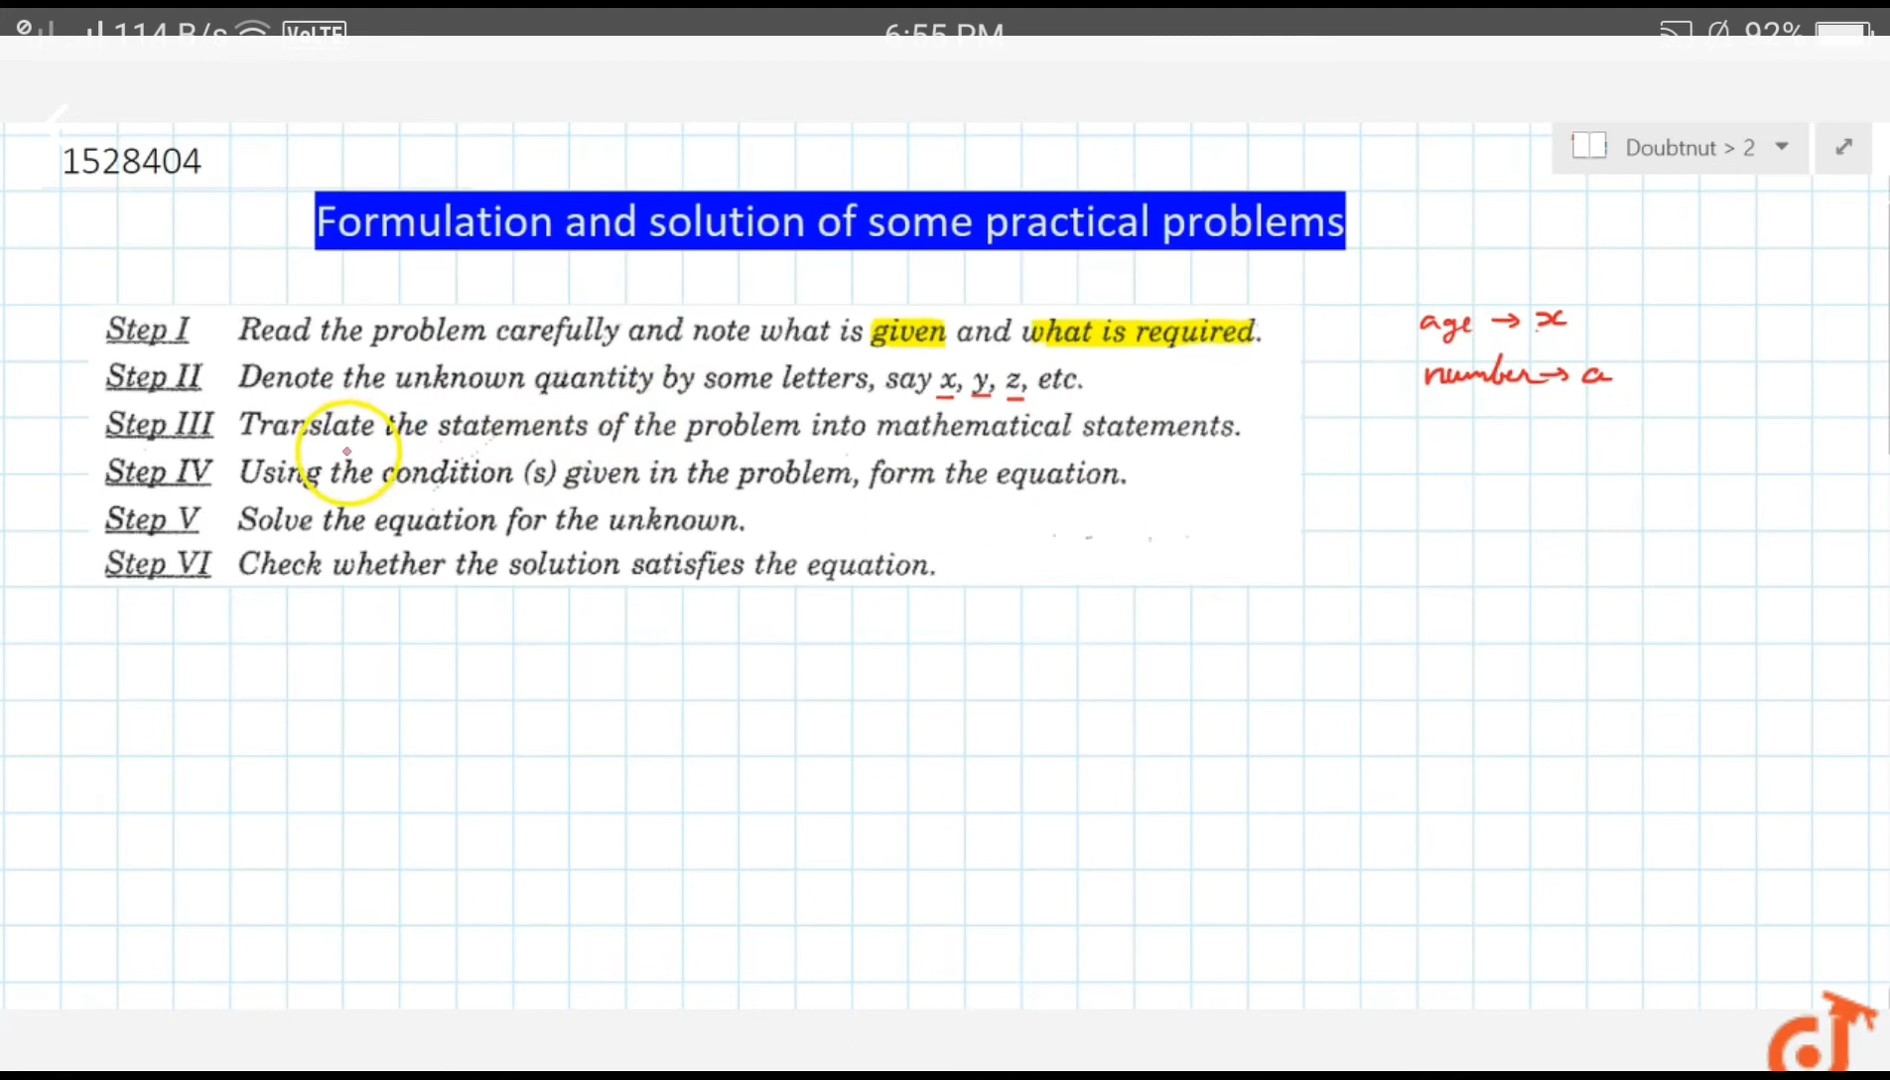 114 B/s VoLTE 6:55 PM 92%
1528404
Doubtnut > 2
Formulation and solution of some practical problems
Step I Read the problem carefully and note what is given and what is required.
Step II Denote the unknown quantity by some letters, say x, y, z, etc.
Step III Translate the statements of the problem into mathematical statements.
Step IV Using the condition (s) given in the problem, form the equation.
Step V Solve the equation for the unknown.
Step VI Check whether the solution satisfies the equation.
age → x
number → a